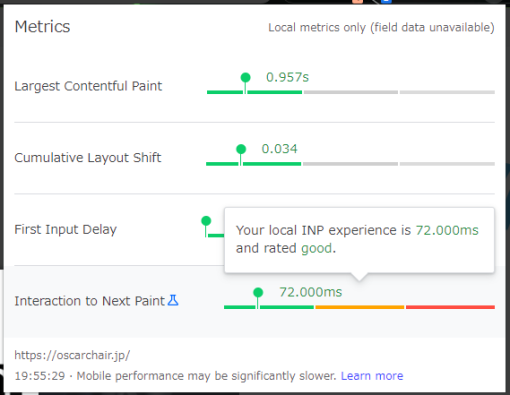 Metrics
Local metrics only (field data unavailable)
Largest Contentful Paint
0.957s
Cumulative Layout Shift
0.034
First Input Delay
Your local INP experience is 72.000ms
and rated good.
Interaction to Next Paint
72.000ms
https://oscarchair.jp/
19:55:29 · Mobile performance may be significantly slower. Learn more